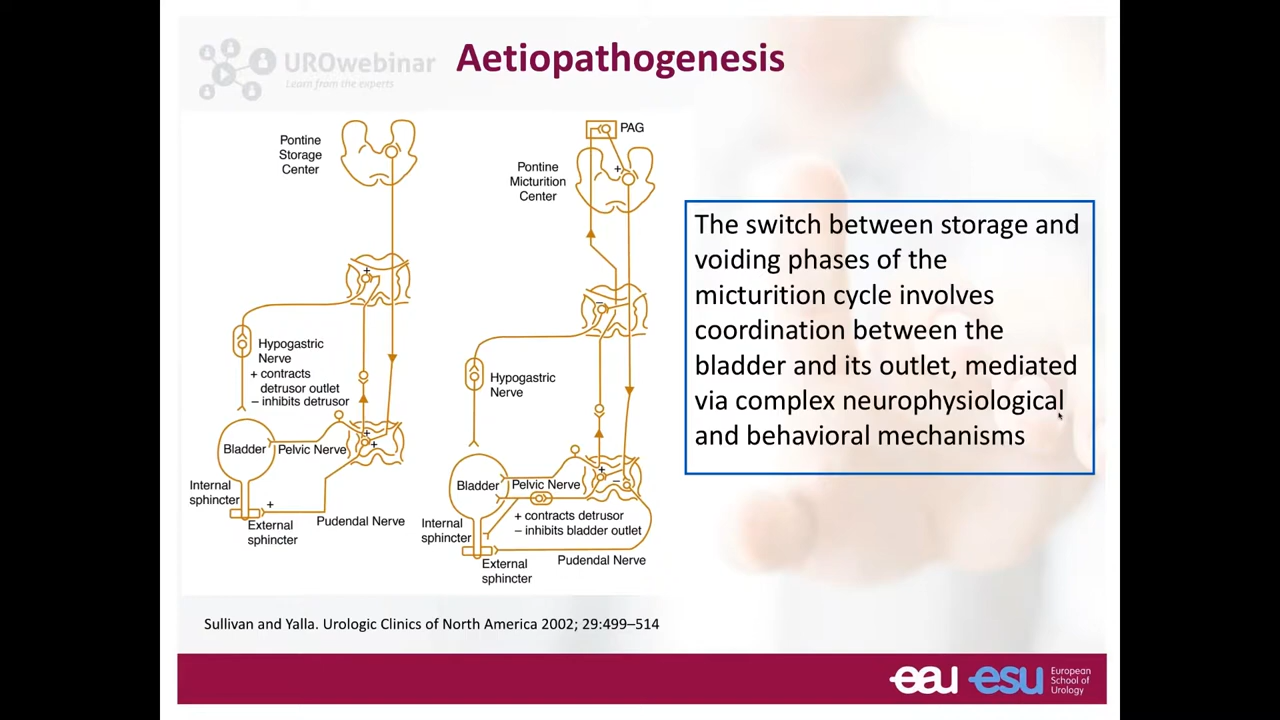 UROwebinar
Learn from the experts
Aetiopathogenesis
Pontine
Storage
Center
+
Hypogastric
Nerve
+ contracts
detrusor outlet
– inhibits detrusor
+
+
Bladder
Pelvic Nerve
Internal
sphincter
+
External
sphincter
Pudendal Nerve
PAG
+
Pontine
Micturition
Center
–
Hypogastric
Nerve
+
–
Bladder
Pelvic Nerve
+ contracts detrusor
– inhibits bladder outlet
Internal
sphincter
External
sphincter
Pudendal Nerve
The switch between storage and
voiding phases of the
micturition cycle involves
coordination between the
bladder and its outlet, mediated
via complex neurophysiological
and behavioral mechanisms
Sullivan and Yalla. Urologic Clinics of North America 2002; 29:499–514
eau
esu
European
School of
Urology